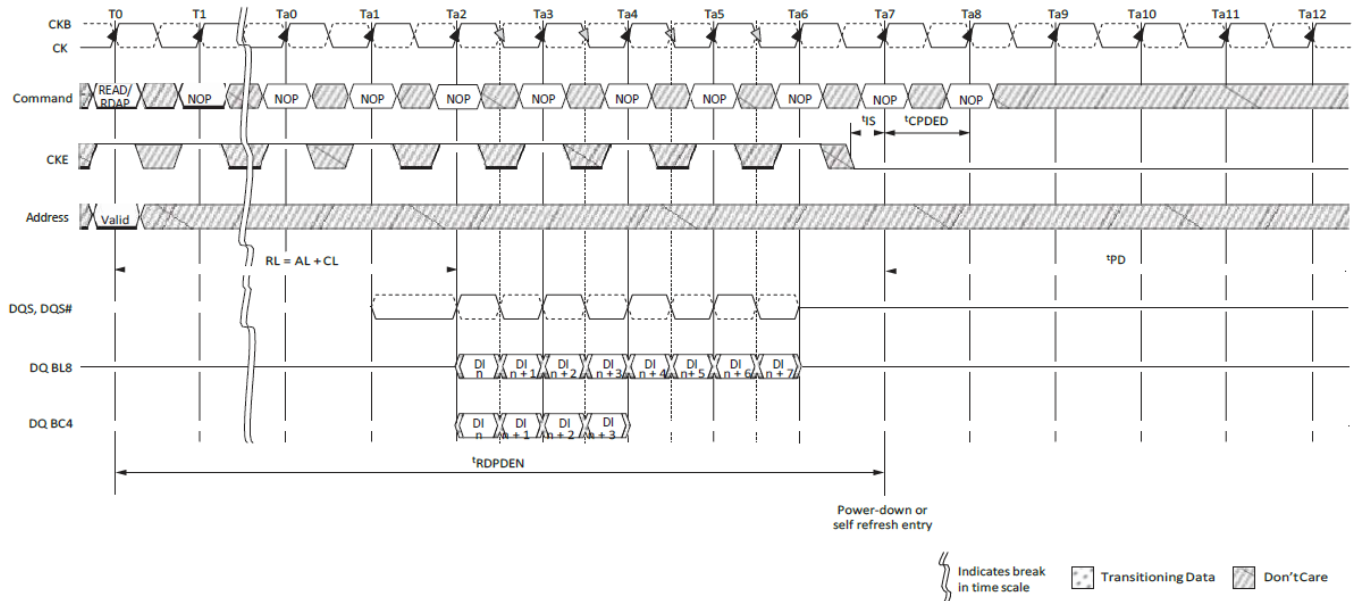 T0 T1 Ta0 Ta1 Ta2 Ta3 Ta4 Ta5 Ta6 Ta7 Ta8 Ta9 Ta10 Ta11 Ta12
CKB
CK
Command READ/ RDAP NOP NOP NOP NOP NOP NOP NOP NOP NOP NOP
tIS tCPDED
CKE
Address Valid
RL = AL + CL tPD
DQS, DQS#
DQ BL8 DI n DI n + 1 DI n + 2 DI n + 3 DI n + 4 DI n + 5 DI n + 6 DI n + 7
DQ BC4 DI n DI n + 1 DI n + 2 DI n + 3
tRDPDEN
Power-down or
self refresh entry
Indicates break
in time scale
Transitioning Data
Don't Care